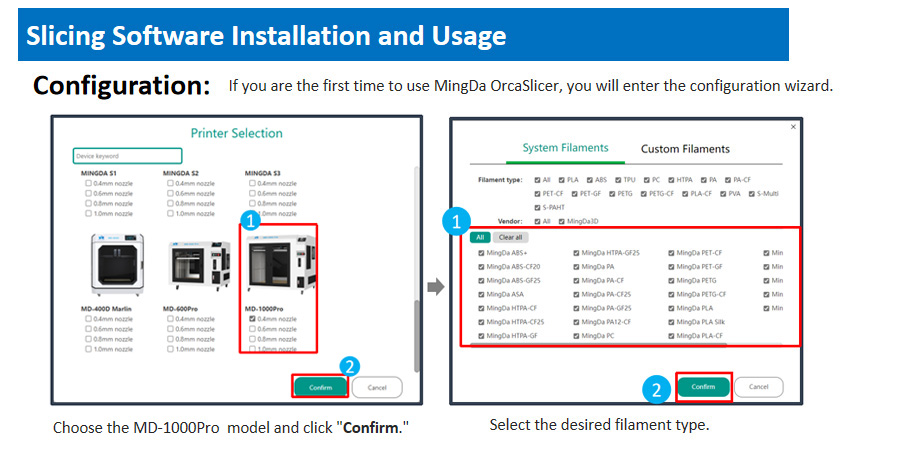 Slicing Software Installation and Usage
Configuration: If you are the first time to use MingDa OrcaSlicer, you will enter the configuration wizard.
Printer Selection
Device keyword
MINGDA S1 MINGDA S2 MINGDA S3
0.4mm nozzle 0.4mm nozzle 0.4mm nozzle
0.6mm nozzle 0.6mm nozzle 0.6mm nozzle
0.8mm nozzle 0.8mm nozzle 0.8mm nozzle
1.0mm nozzle 1.0mm nozzle 1.0mm nozzle
1
MD-400D Marlin MD-600Pro MD-1000Pro
0.4mm nozzle 0.4mm nozzle 0.4mm nozzle
0.6mm nozzle 0.6mm nozzle 0.6mm nozzle
0.8mm nozzle 0.8mm nozzle 0.8mm nozzle
1.0mm nozzle 1.0mm nozzle 1.0mm nozzle
2
Confirm Cancel
Choose the MD-1000Pro model and click "Confirm."
System Filaments Custom Filaments
Filament type: All PLA ABS TPU PC HTPA PA PA-CF
PET-CF PET-GF PETG PETG-CF PLA-CF PVA S-Multi
S-PAHT
Vendor: All MingDa3D
1
All Clear all
MingDa ABS+ MingDa HTPA-GF25 MingDa PET-CF Min
MingDa ABS-CF20 MingDa PA MingDa PET-GF Min
MingDa ABS-GF25 MingDa PA-CF MingDa PETG Min
MingDa ASA MingDa PA-CF25 MingDa PETG-CF Min
MingDa HTPA-CF MingDa PA-GF25 MingDa PLA Min
MingDa HTPA-CF25 MingDa PA12-CF MingDa PLA Silk
MingDa HTPA-GF MingDa PC MingDa PLA-CF
2
Confirm Cancel
Select the desired filament type.